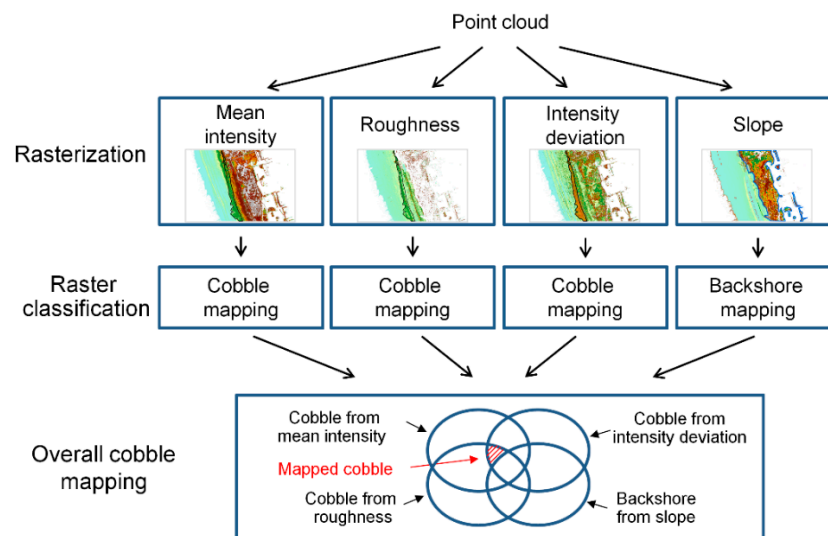 Point cloud
Rasterization
Mean
intensity
Roughness
Intensity
deviation
Slope
Raster
classification
Cobble
mapping
Cobble
mapping
Cobble
mapping
Backshore
mapping
Overall cobble
mapping
Cobble from
mean intensity
Cobble from
intensity deviation
Mapped cobble
Cobble from
roughness
Backshore
from slope